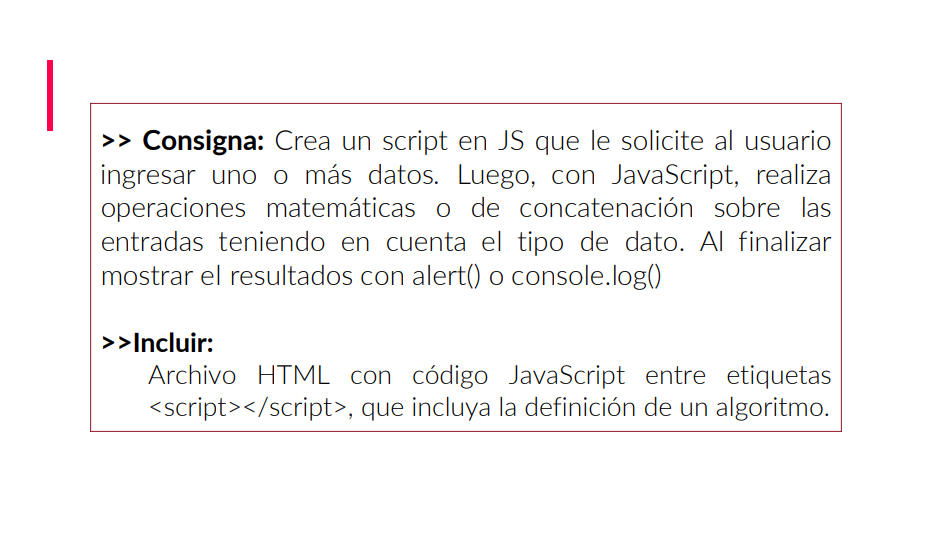 >> Consigna: Crea un script en JS que le solicite al usuario
ingresar uno o más datos. Luego, con JavaScript, realiza
operaciones matemáticas o de concatenación sobre las
entradas teniendo en cuenta el tipo de dato. Al finalizar
mostrar el resultados con alert() o console.log()
>>Incluir:
Archivo HTML con código JavaScript entre etiquetas
<script></script>, que incluya la definición de un algoritmo.